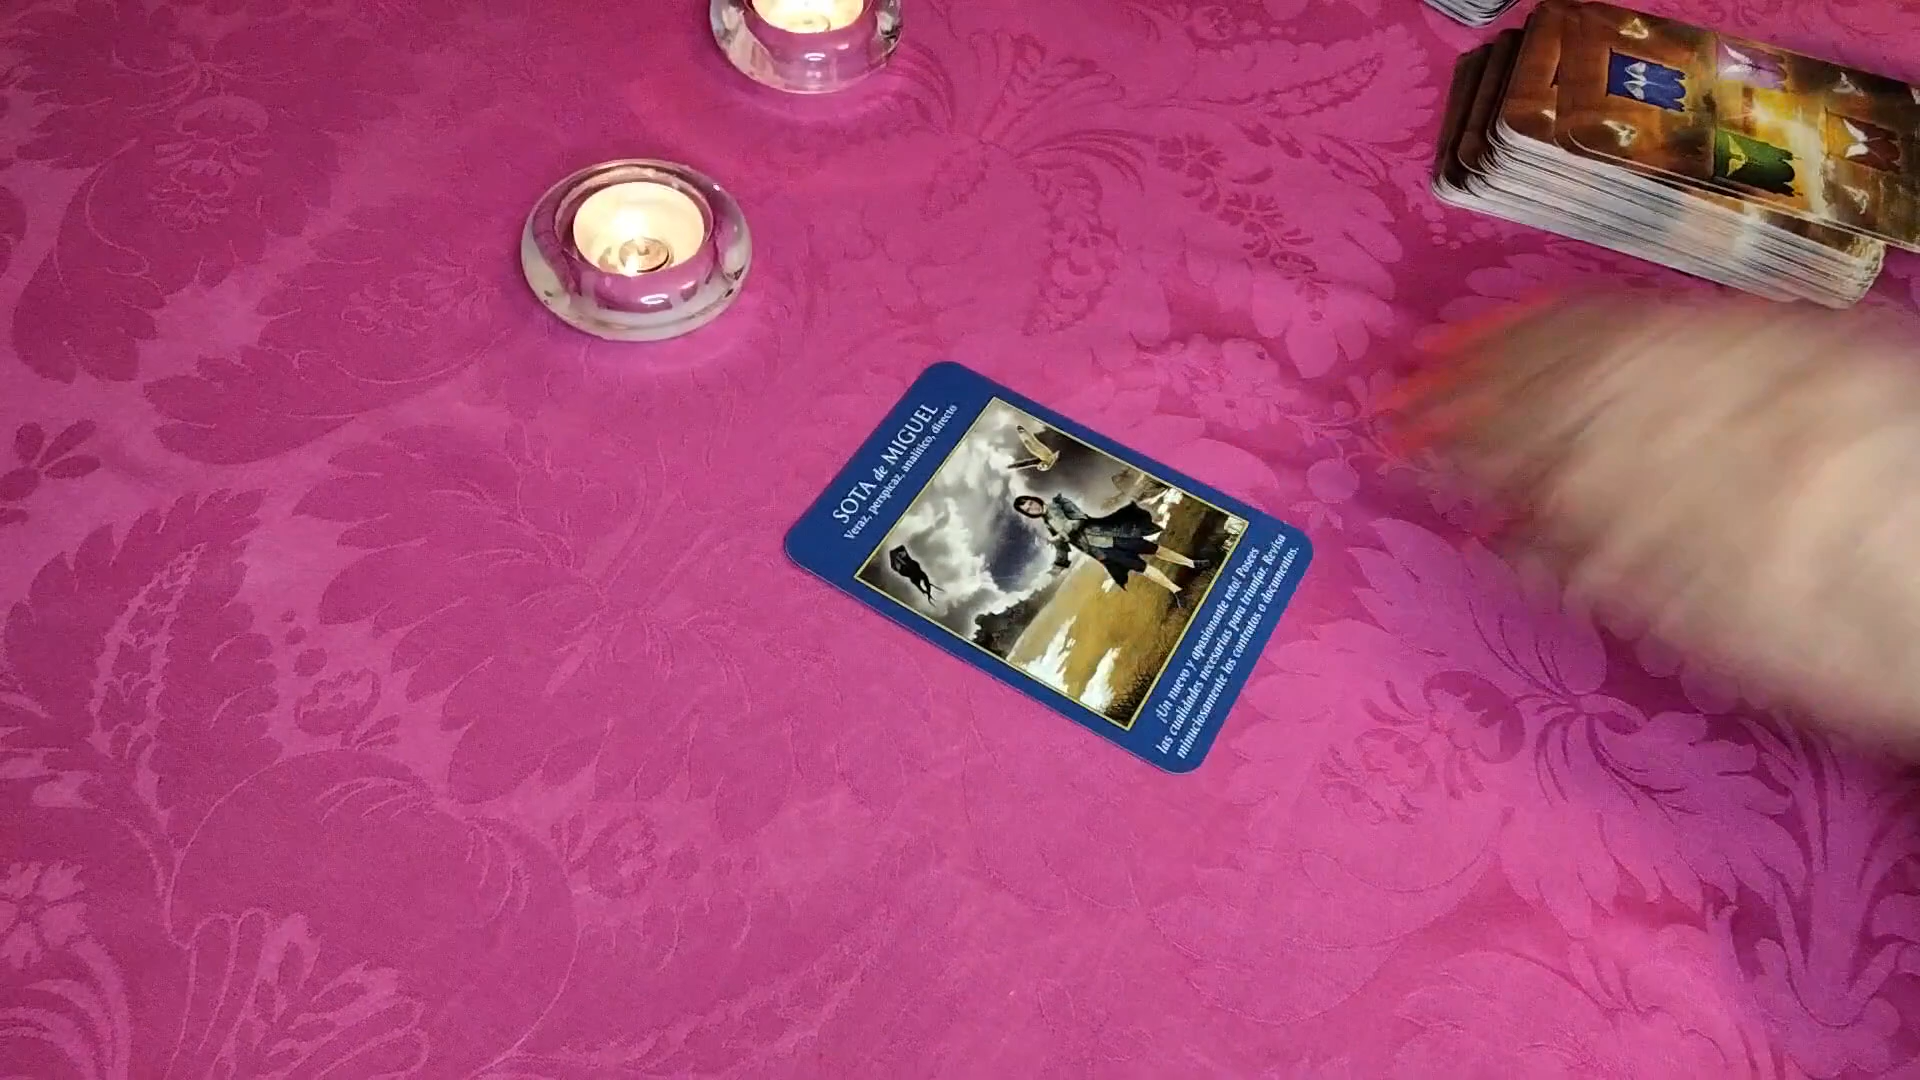 SOTA de MIGUEL
Veraz, perspicaz, analítico, directo
¡Un nuevo y apasionante reto! Posees
las cualidades necesarias para triunfar. Revisa
minuciosamente los contratos o documentos.